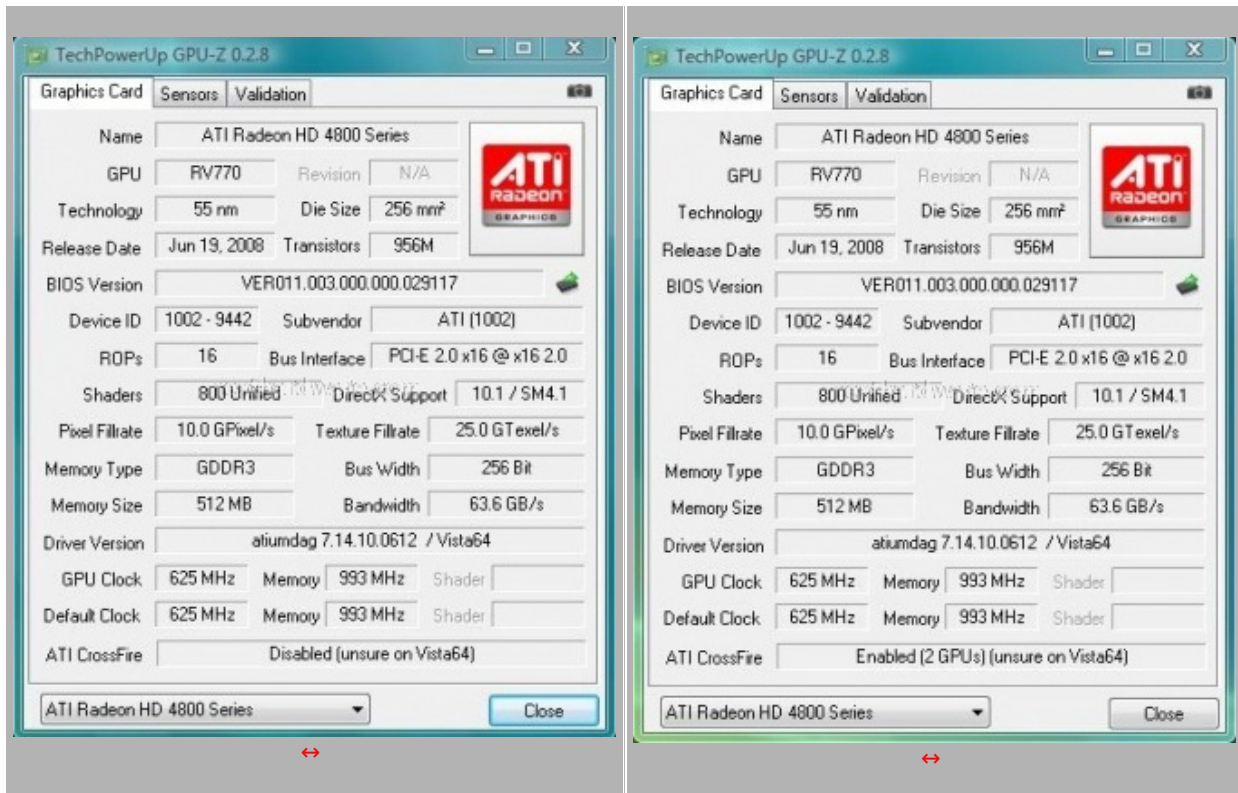 TechPowerUp GPU-Z 0.2.8
Graphics Card Sensors Validation
Name ATI Radeon HD 4800 Series
ATI RADEON GRAPHICS
GPU RV770 Revision N/A
Technology 55 nm Die Size 256 mm²
Release Date Jun 19, 2008 Transistors 956M
BIOS Version VER011.003.000.000.029117
Device ID 1002 - 9442 Subvendor ATI (1002)
ROPs 16 Bus Interface PCI-E 2.0 x16 @ x16 2.0
Shaders 800 Unified DirectX Support 10.1 / SM4.1
Pixel Fillrate 10.0 GPixel/s Texture Fillrate 25.0 GTexel/s
Memory Type GDDR3 Bus Width 256 Bit
Memory Size 512 MB Bandwidth 63.6 GB/s
Driver Version atiumdag 7.14.10.0612 / Vista64
GPU Clock 625 MHz Memory 993 MHz Shader
Default Clock 625 MHz Memory 993 MHz Shader
ATI CrossFire Disabled (unsure on Vista64)
ATI Radeon HD 4800 Series Close
TechPowerUp GPU-Z 0.2.8
Graphics Card Sensors Validation
Name ATI Radeon HD 4800 Series
ATI RADEON GRAPHICS
GPU RV770 Revision N/A
Technology 55 nm Die Size 256 mm²
Release Date Jun 19, 2008 Transistors 956M
BIOS Version VER011.003.000.000.029117
Device ID 1002 - 9442 Subvendor ATI (1002)
ROPs 16 Bus Interface PCI-E 2.0 x16 @ x16 2.0
Shaders 800 Unified DirectX Support 10.1 / SM4.1
Pixel Fillrate 10.0 GPixel/s Texture Fillrate 25.0 GTexel/s
Memory Type GDDR3 Bus Width 256 Bit
Memory Size 512 MB Bandwidth 63.6 GB/s
Driver Version atiumdag 7.14.10.0612 / Vista64
GPU Clock 625 MHz Memory 993 MHz Shader
Default Clock 625 MHz Memory 993 MHz Shader
ATI CrossFire Enabled (2 GPUs) (unsure on Vista64)
ATI Radeon HD 4800 Series Close